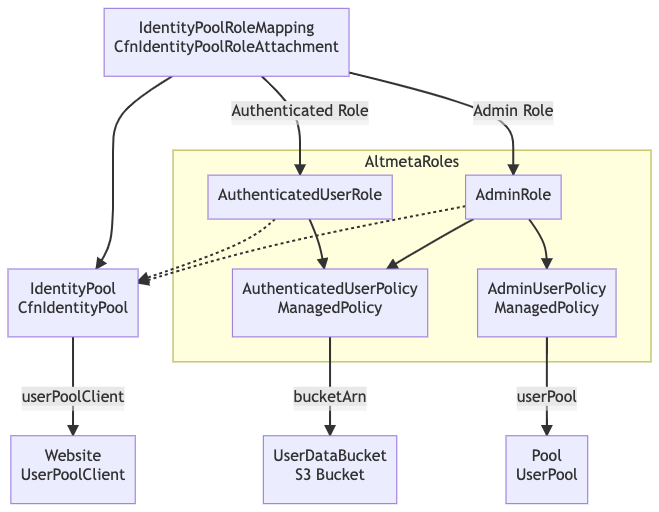 IdentityPoolRoleMapping
CfnIdentityPoolRoleAttachment
Authenticated Role
Admin Role
AltmetaRoles
AuthenticatedUserRole
AdminRole
IdentityPool
CfnIdentityPool
AuthenticatedUserPolicy
ManagedPolicy
AdminUserPolicy
ManagedPolicy
userPoolClient
bucketArn
userPool
Website
UserPoolClient
UserDataBucket
S3 Bucket
Pool
UserPool